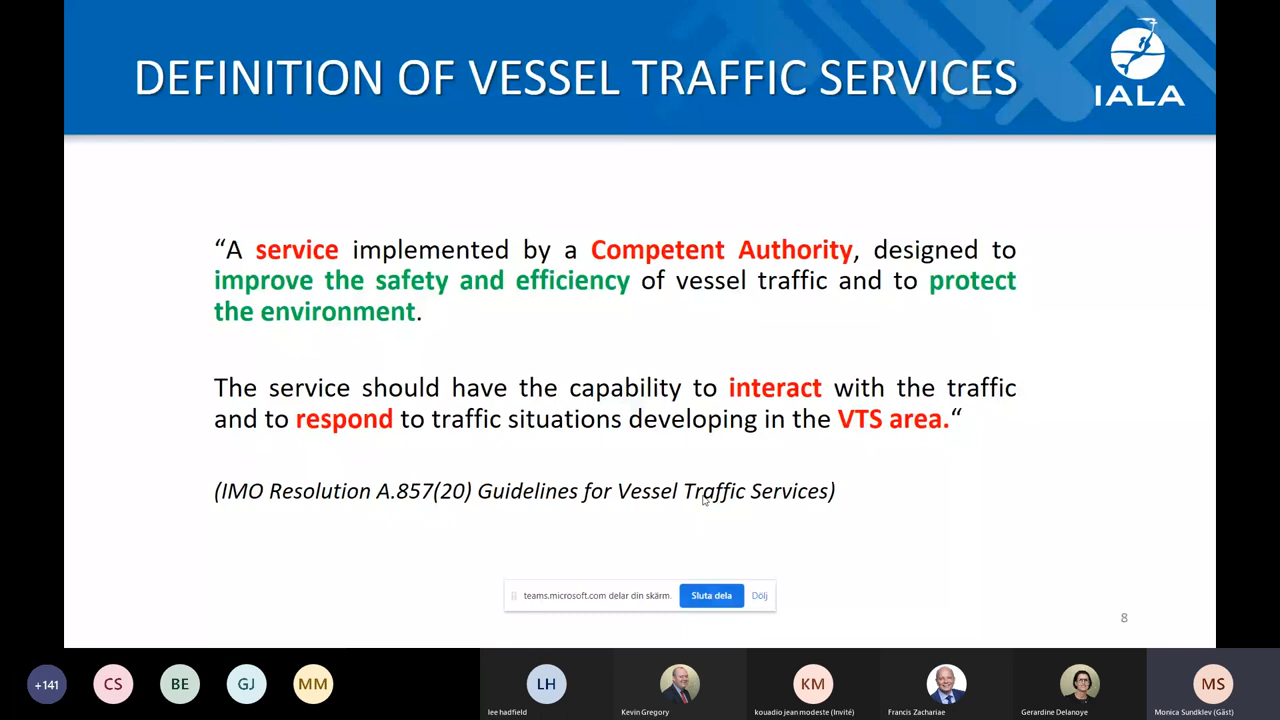 DEFINITION OF VESSEL TRAFFIC SERVICES
IALA
“A service implemented by a Competent Authority, designed to
improve the safety and efficiency of vessel traffic and to protect
the environment.
The service should have the capability to interact with the traffic
and to respond to traffic situations developing in the VTS area.“
(IMO Resolution A.857(20) Guidelines for Vessel Traffic Services)
teams.microsoft.com delar din skärm.
Sluta dela
Dölj
8
+141
CS
BE
GJ
MM
LH
lee hadfield
Kevin Gregory
KM
kouadio jean modeste (Invité)
Francis Zachariae
Gerardine Delanoye
MS
Monica Sundklev (Gäst)